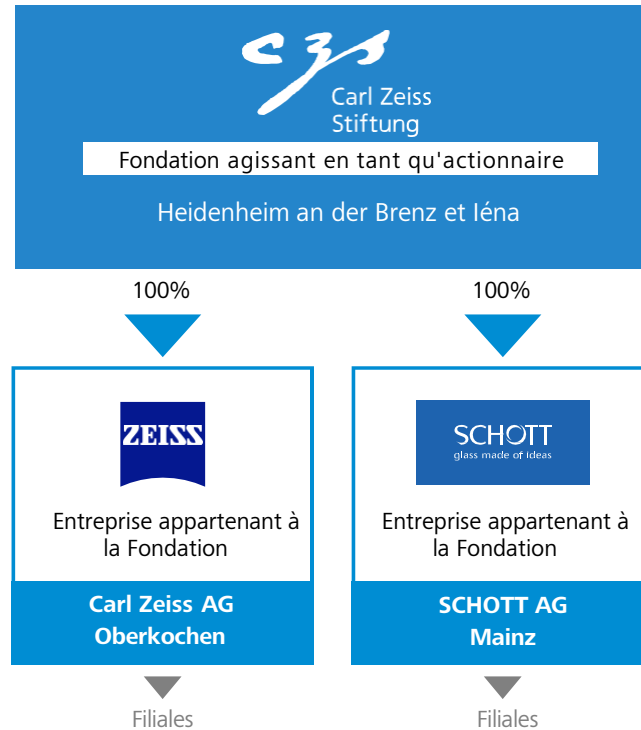 czs
Carl Zeiss
Stiftung
Fondation agissant en tant qu'actionnaire
Heidenheim an der Brenz et Iéna
100%
100%
ZEISS
Entreprise appartenant à
la Fondation
Carl Zeiss AG
Oberkochen
Filiales
SCHOTT
glass made of ideas
Entreprise appartenant à
la Fondation
SCHOTT AG
Mainz
Filiales